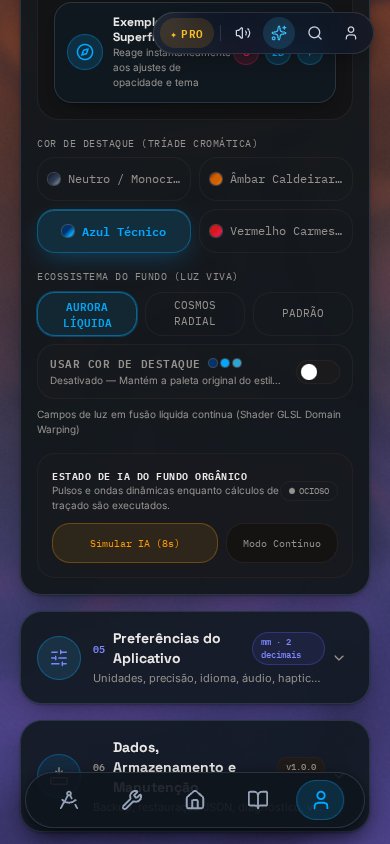 Exempl
Superf
✦ PRO
Reage instantaneamente
aos ajustes de
opacidade e tema
COR DE DESTAQUE (TRÍADE CROMÁTICA)
Neutro / Monocr…
Âmbar Caldeirar…
Azul Técnico
Vermelho Carmes…
ECOSSISTEMA DO FUNDO (LUZ VIVA)
AURORA
LÍQUIDA
COSMOS
RADIAL
PADRÃO
USAR COR DE DESTAQUE
Desativado — Mantém a paleta original do estil…
Campos de luz em fusão líquida contínua (Shader GLSL Domain
Warping)
ESTADO DE IA DO FUNDO ORGÂNICO
Pulsos e ondas dinâmicas enquanto cálculos de
traçado são executados.
OCIOSO
Simular IA (8s)
Modo Contínuo
05
Preferências do
Aplicativo
mm · 2
decimais
Unidades, precisão, idioma, áudio, haptic…
06
Dados,
Armazenamento e
Manutenção
v1.0.0